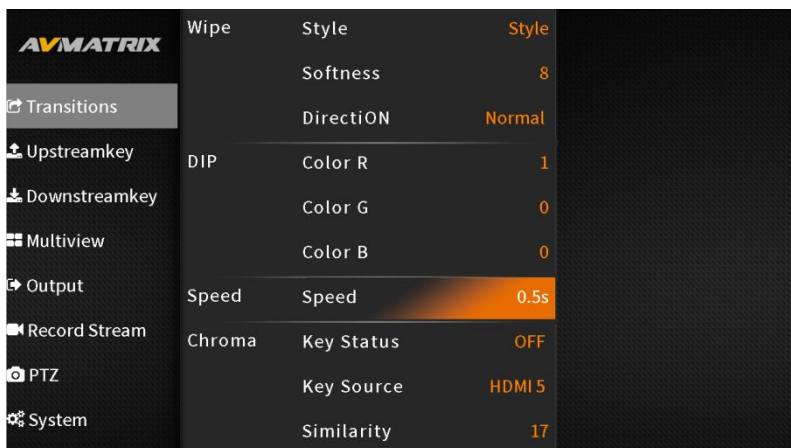 AVMATRIX
Transitions
Upstreamkey
Downstreamkey
Multiview
Output
Record Stream
PTZ
System
Wipe Style Style
Softness 8
DirectiON Normal
DIP Color R 1
Color G 0
Color B 0
Speed Speed 0.5s
Chroma Key Status OFF
Key Source HDMI 5
Similarity 17